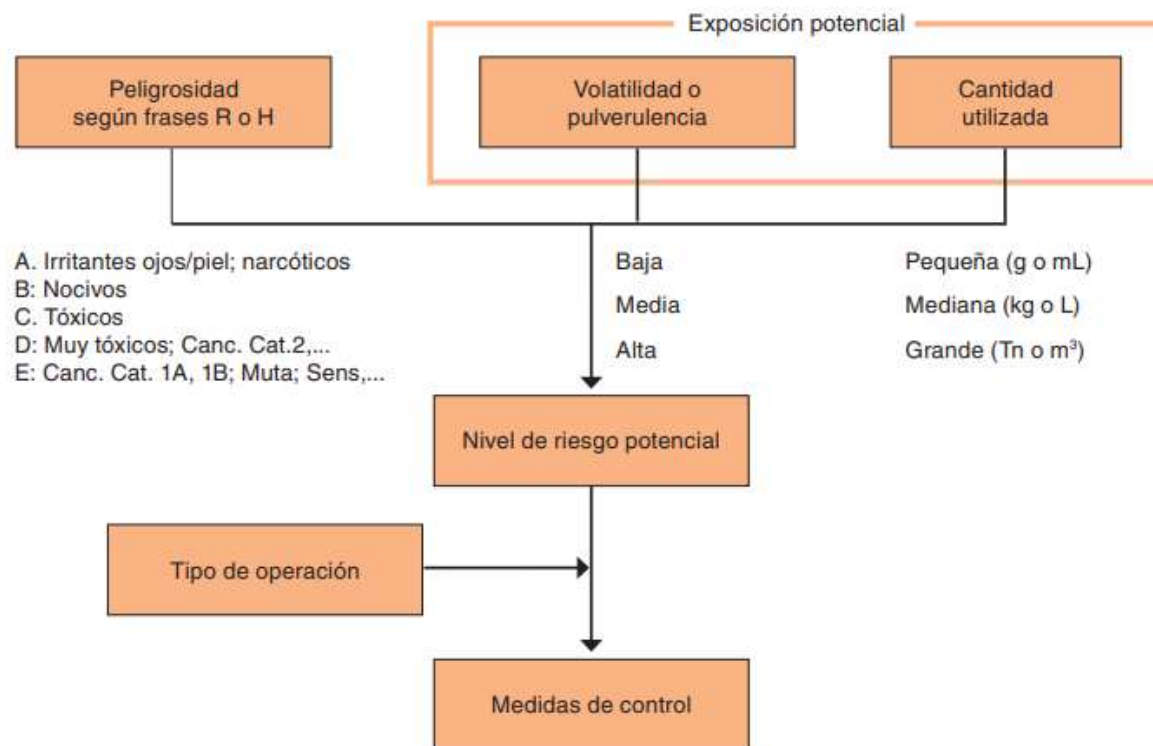 Exposición potencial
Peligrosidad
según frases R o H
Volatilidad o
pulverulencia
Cantidad
utilizada
A. Irritantes ojos/piel; narcóticos
B: Nocivos
C. Tóxicos
D: Muy tóxicos; Canc. Cat.2,...
E: Canc. Cat. 1A, 1B; Muta; Sens,...
Baja
Media
Alta
Pequeña (g o mL)
Mediana (kg o L)
Grande (Tn o m³)
Nivel de riesgo potencial
Tipo de operación
Medidas de control